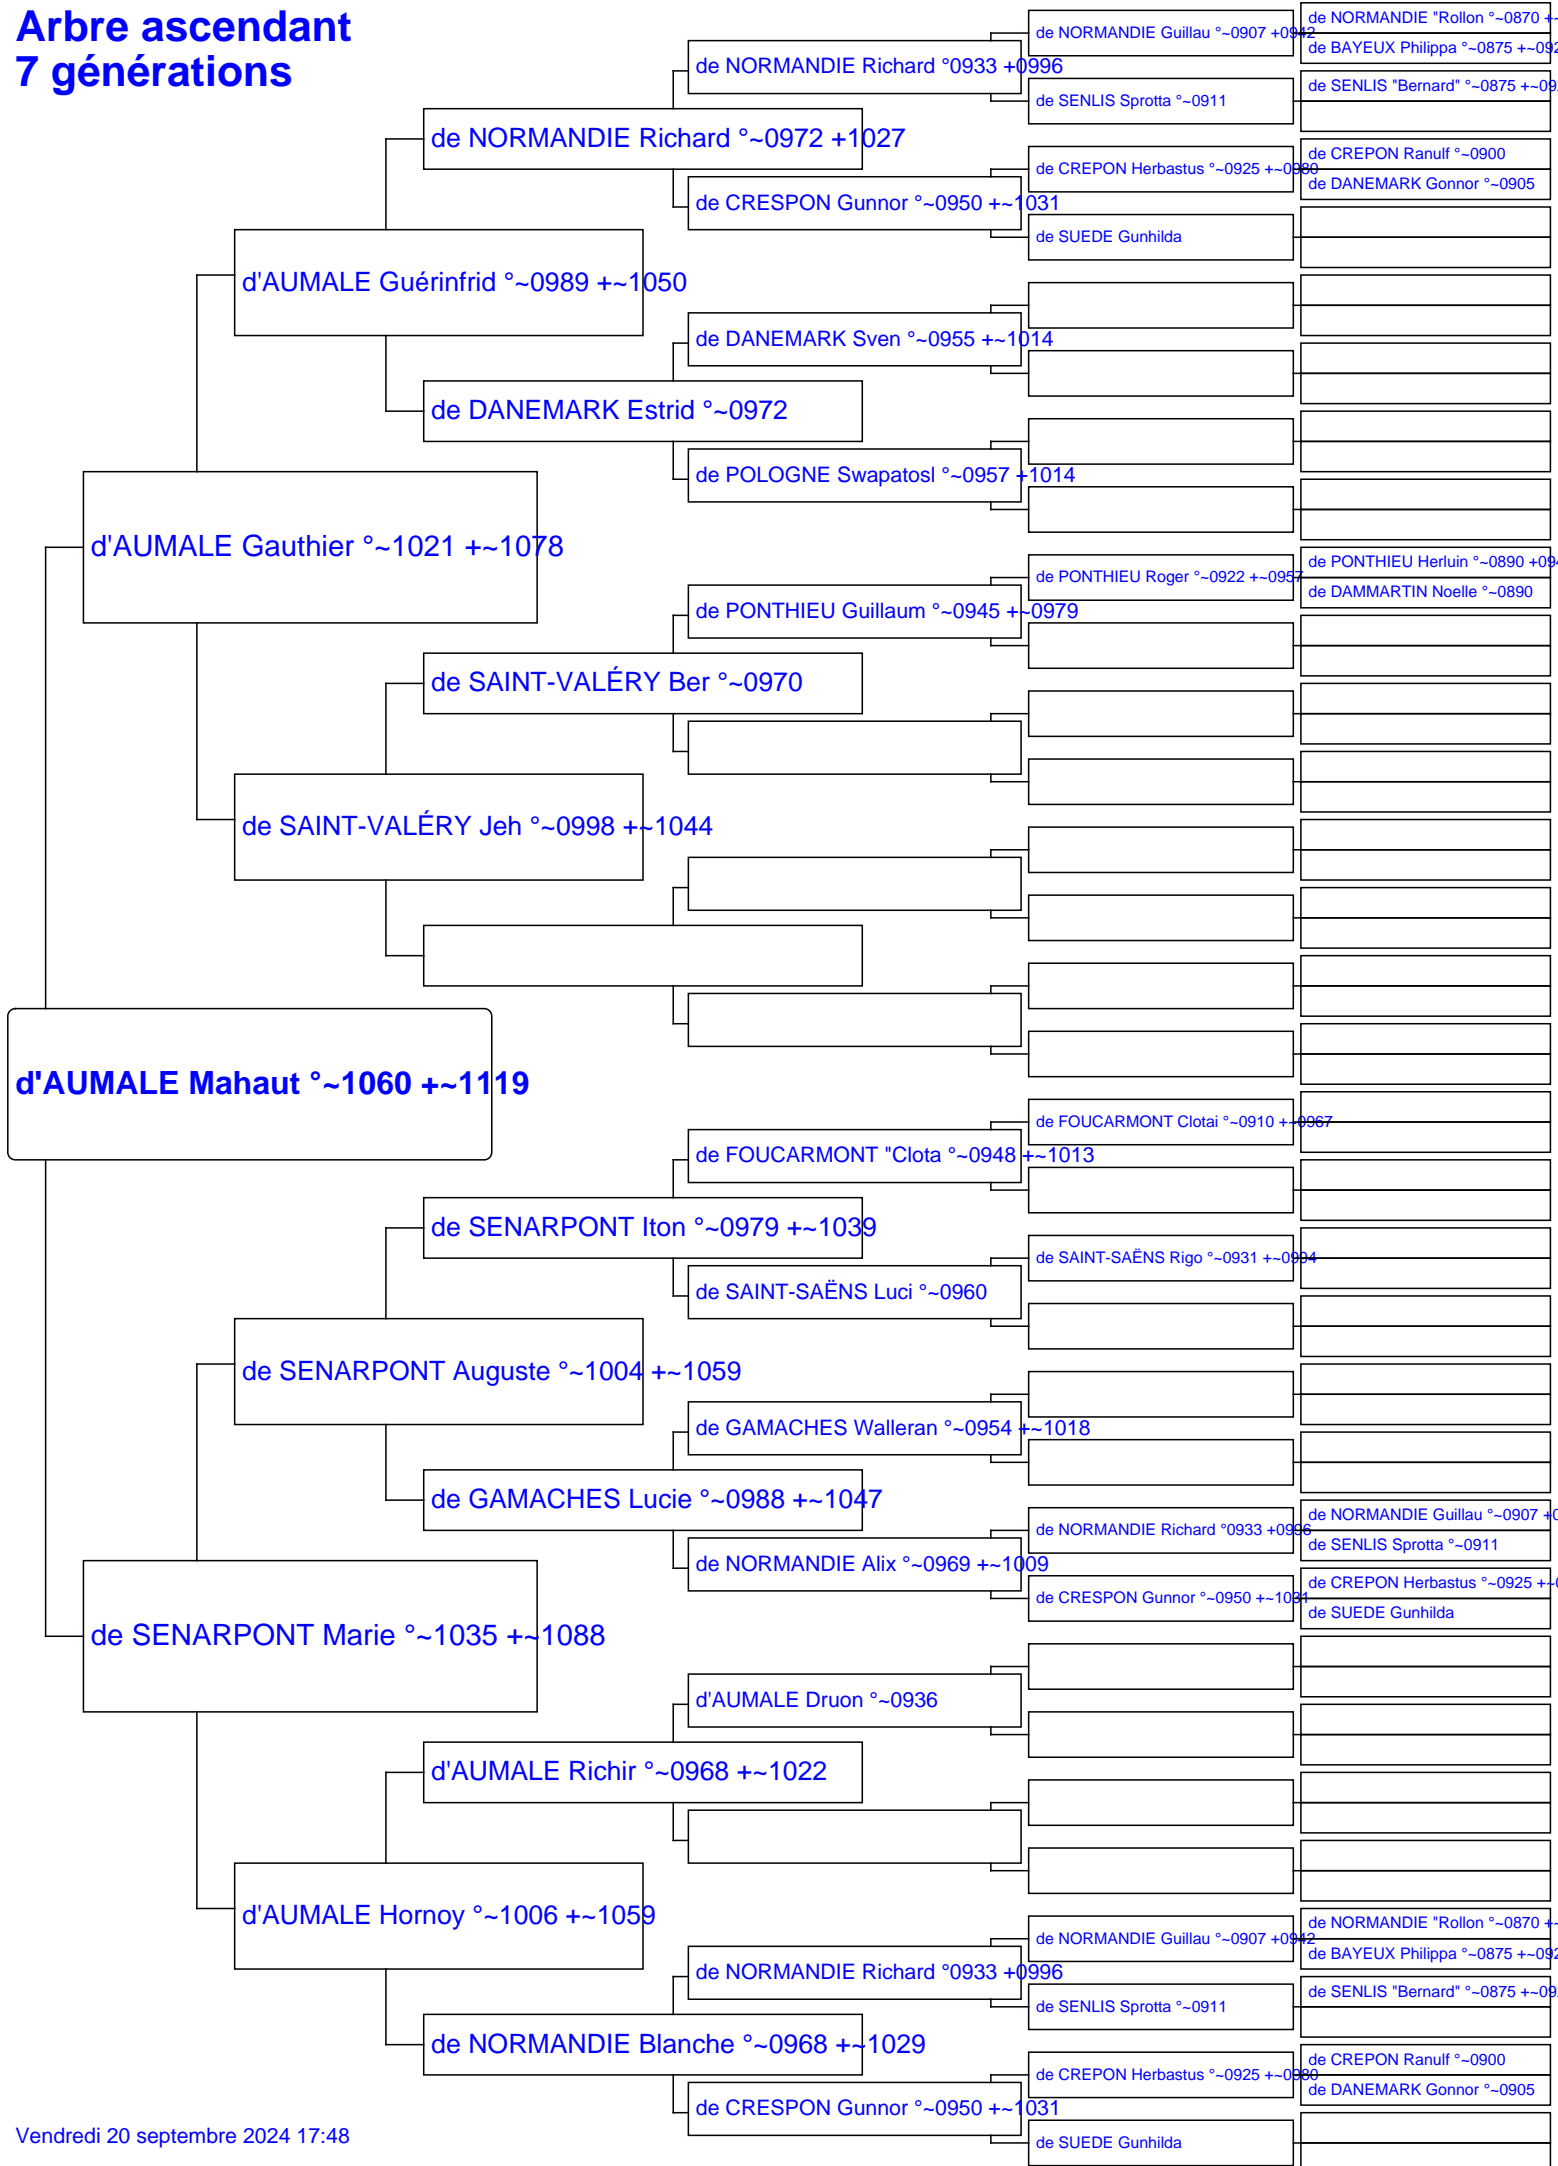 Arbre ascendant
7 générations
de NORMANDIE "Rollon °~0870 +~
de NORMANDIE Guillau °~0907 +0942
de BAYEUX Philippa °~0875 +~092
de NORMANDIE Richard °0933 +0996
de SENLIS "Bernard" °~0875 +~09
de SENLIS Sprotta °~0911
de NORMANDIE Richard °~0972 +1027
de CREPON Ranulf °~0900
de CREPON Herbastus °~0925 +~0980
de DANEMARK Gonnor °~0905
de CRESPON Gunnor °~0950 +~1031
de SUEDE Gunhilda
d'AUMALE Guérinfrid °~0989 +~1050
de DANEMARK Sven °~0955 +~1014
de DANEMARK Estrid °~0972
de POLOGNE Swapatosl °~0957 +1014
d'AUMALE Gauthier °~1021 +~1078
de PONTHIEU Herluin °~0890 +094
de PONTHIEU Roger °~0922 +~0957
de DAMMARTIN Noelle °~0890
de PONTHIEU Guillaum °~0945 +~0979
de SAINT-VALÉRY Ber °~0970
de SAINT-VALÉRY Jeh °~0998 +~1044
d'AUMALE Mahaut °~1060 +~1119
de FOUCARMONT Clotai °~0910 +~0967
de FOUCARMONT "Clota °~0948 +~1013
de SENARPONT Iton °~0979 +~1039
de SAINT-SAËNS Rigo °~0931 +~0994
de SAINT-SAËNS Luci °~0960
de SENARPONT Auguste °~1004 +~1059
de GAMACHES Walleran °~0954 +~1018
de GAMACHES Lucie °~0988 +~1047
de NORMANDIE Guillau °~0907 +0
de NORMANDIE Richard °0933 +0996
de SENLIS Sprotta °~0911
de NORMANDIE Alix °~0969 +~1009
de CREPON Herbastus °~0925 +~0
de CRESPON Gunnor °~0950 +~1031
de SUEDE Gunhilda
de SENARPONT Marie °~1035 +~1088
d'AUMALE Druon °~0936
d'AUMALE Richir °~0968 +~1022
d'AUMALE Hornoy °~1006 +~1059
de NORMANDIE "Rollon °~0870 +~
de NORMANDIE Guillau °~0907 +0942
de BAYEUX Philippa °~0875 +~092
de NORMANDIE Richard °0933 +0996
de SENLIS "Bernard" °~0875 +~09
de SENLIS Sprotta °~0911
de NORMANDIE Blanche °~0968 +~1029
de CREPON Ranulf °~0900
de CREPON Herbastus °~0925 +~0980
de DANEMARK Gonnor °~0905
de CRESPON Gunnor °~0950 +~1031
de SUEDE Gunhilda
Vendredi 20 septembre 2024 17:48